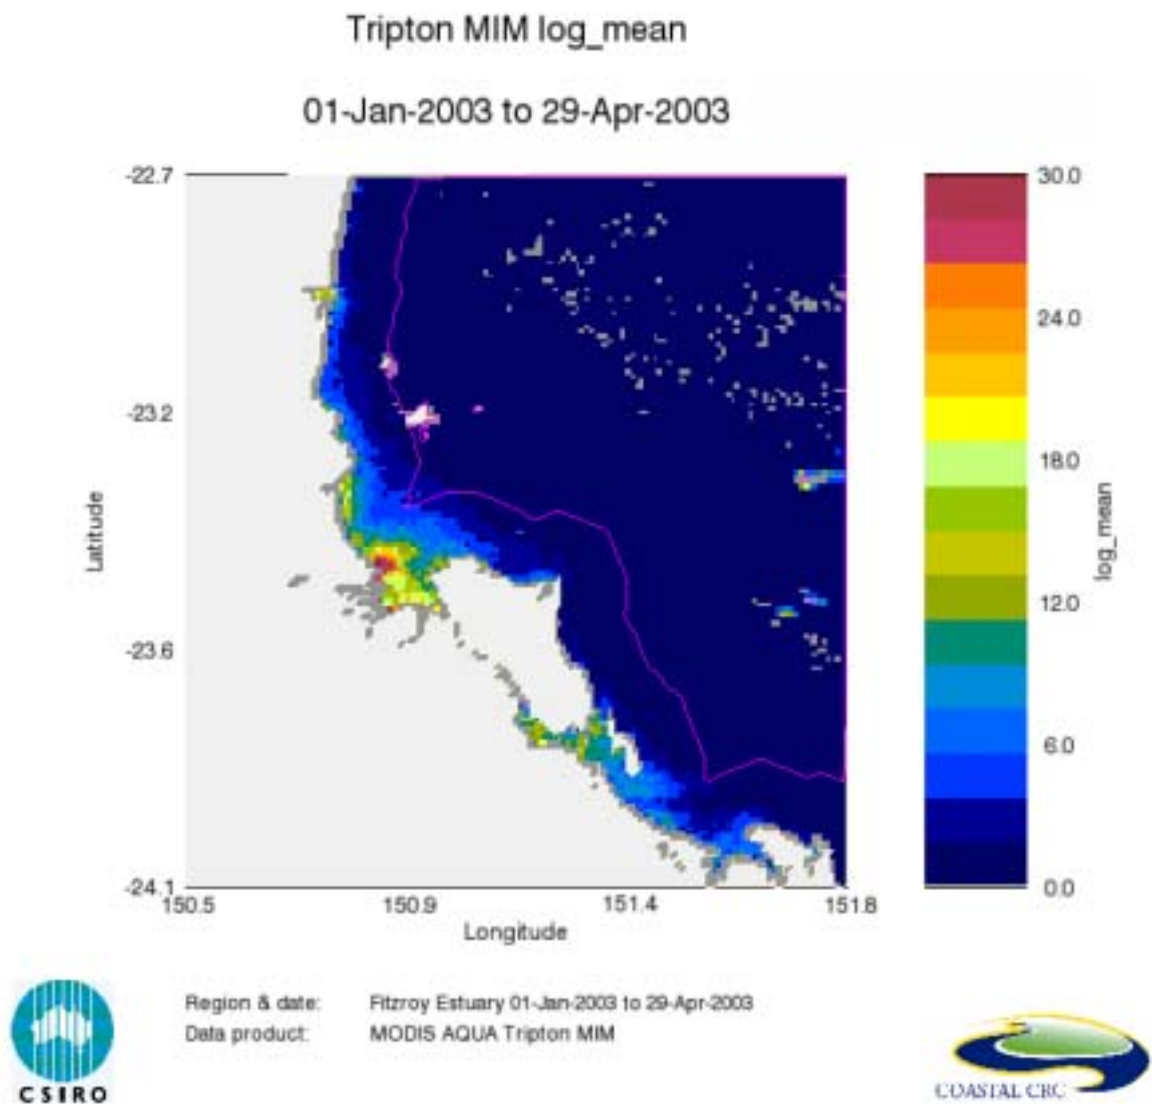 Tripton MIM log_mean
01-Jan-2003 to 29-Apr-2003
-22.7
-23.2
-23.6
-24.1
Latitude
150.5 150.9 151.4 151.8
Longitude
30.0
24.0
18.0
12.0
6.0
0.0
log_mean
Region & date: Fitzroy Estuary 01-Jan-2003 to 29-Apr-2003
Data product: MODIS AQUA Tripton MIM
CSIRO
COASTAL CRC